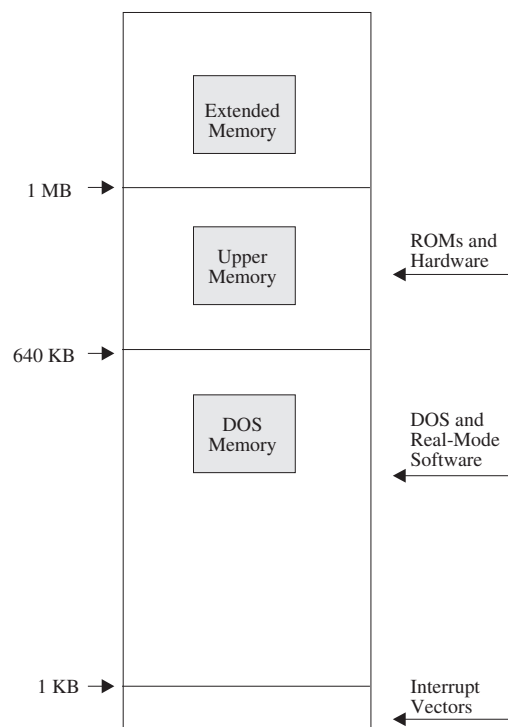 Extended
Memory
1 MB
Upper
Memory
ROMs and
Hardware
640 KB
DOS
Memory
DOS and
Real-Mode
Software
1 KB
Interrupt
Vectors